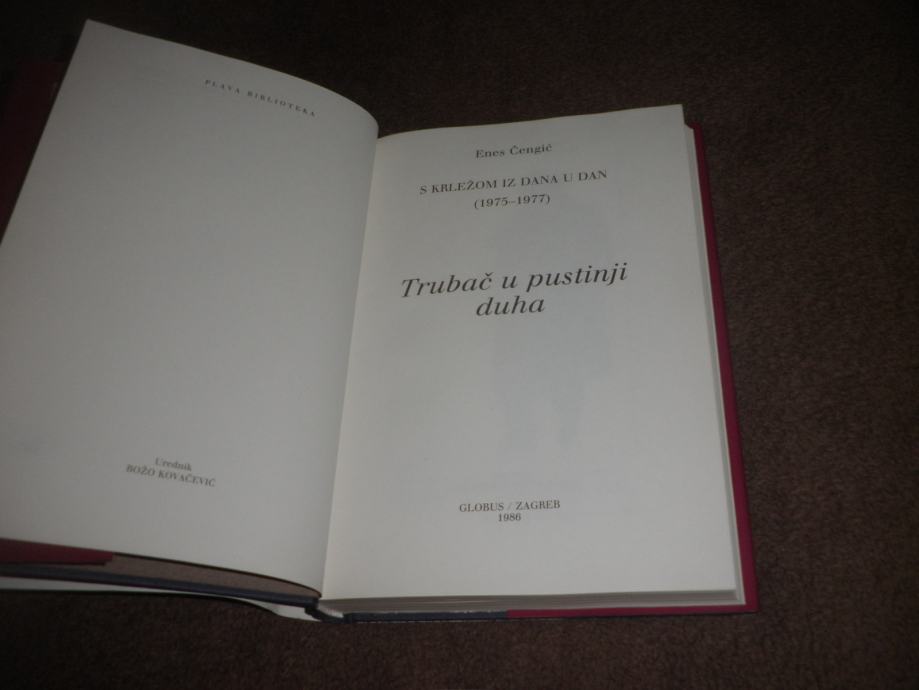 PLAVA BIBLIOTEKA
Urednik
BOŽO KOVAČEVIĆ
Enes Čengić
S KRLEŽOM IZ DANA U DAN
(1975–1977)
Trubač u pustinji
duha
GLOBUS / ZAGREB
1986